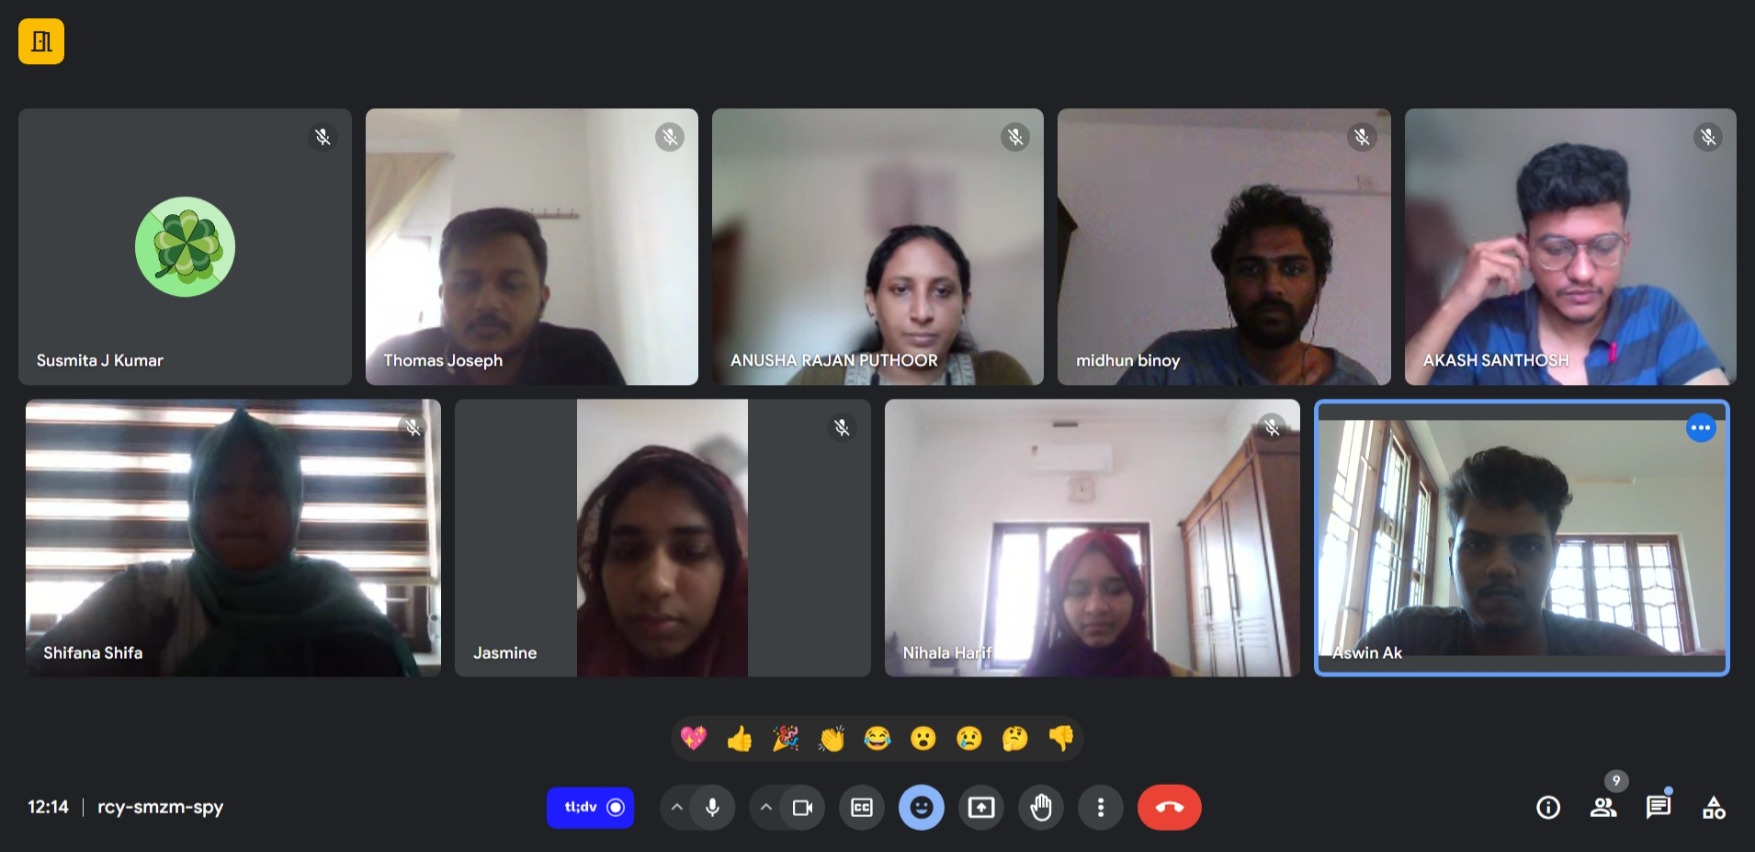 Susmita J Kumar
Thomas Joseph
ANUSHA RAJAN PUTHOOR
midhun binoy
AKASH SANTHOSH
Shifana Shifa
Jasmine
Nihala Harif
Aswin Ak
12:14 | rcy-smzm-spy
tl;dv
CC
9